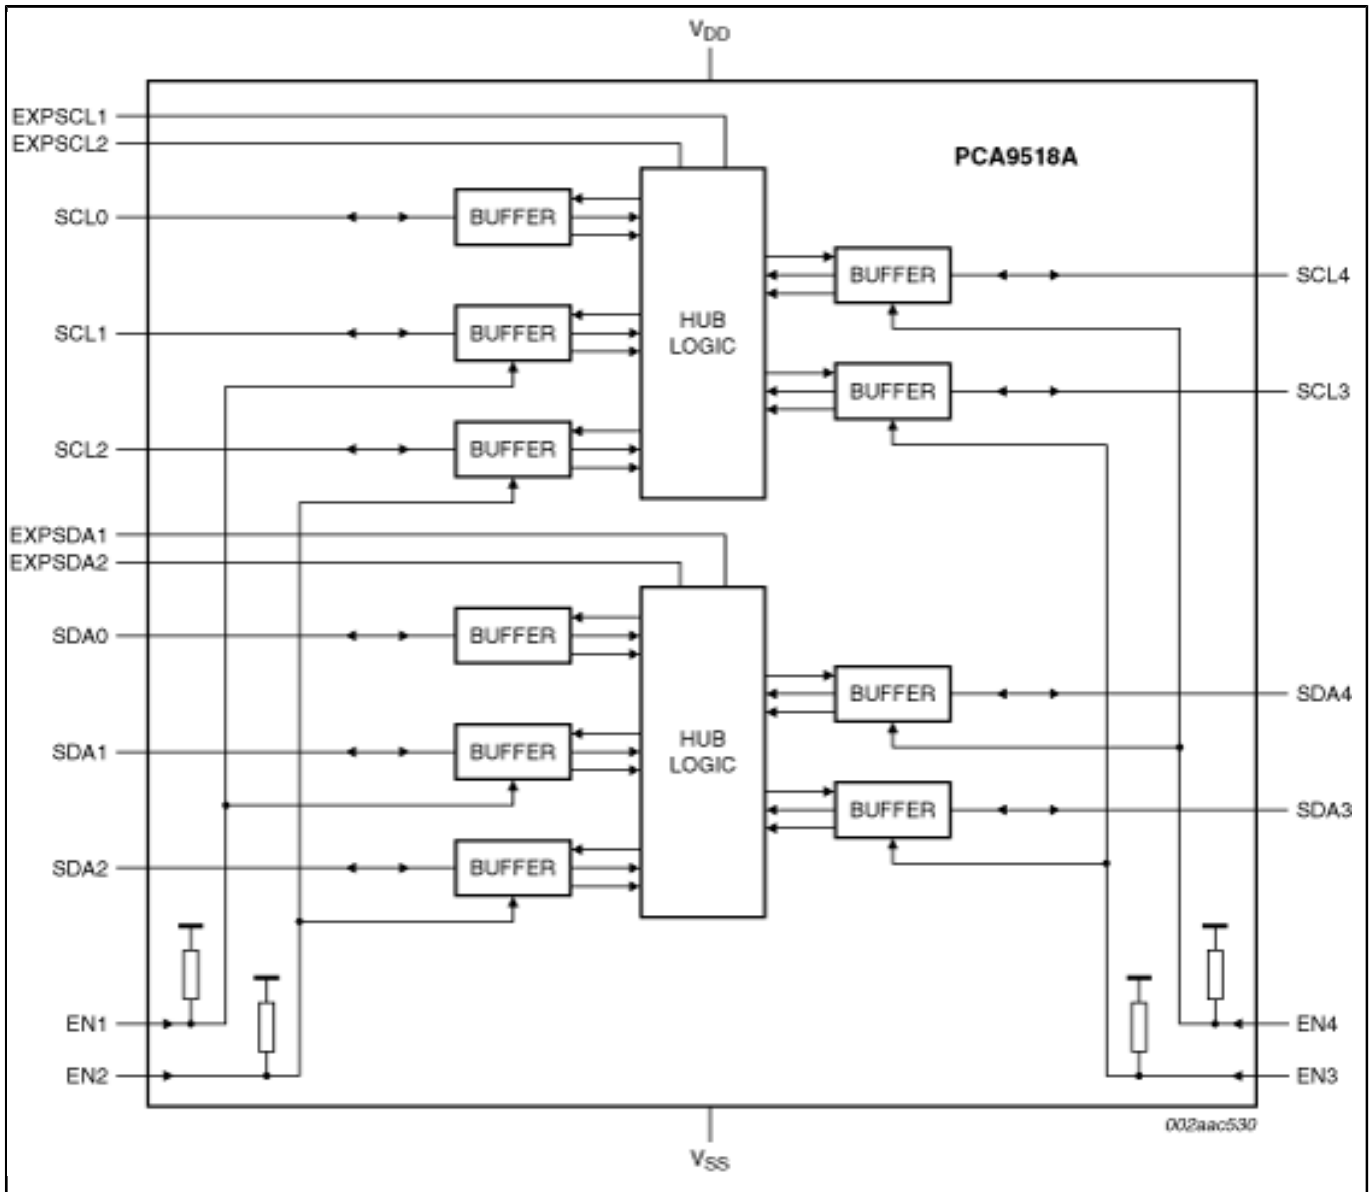 VDD
EXPSCL1
EXPSCL2
PCA9518A
SCL0
BUFFER
BUFFER
SCL4
HUB
LOGIC
SCL1
BUFFER
BUFFER
SCL3
SCL2
BUFFER
EXPSDA1
EXPSDA2
SDA0
BUFFER
BUFFER
SDA4
HUB
LOGIC
SDA1
BUFFER
BUFFER
SDA3
SDA2
BUFFER
EN1
EN4
EN2
EN3
002aac530
VSS